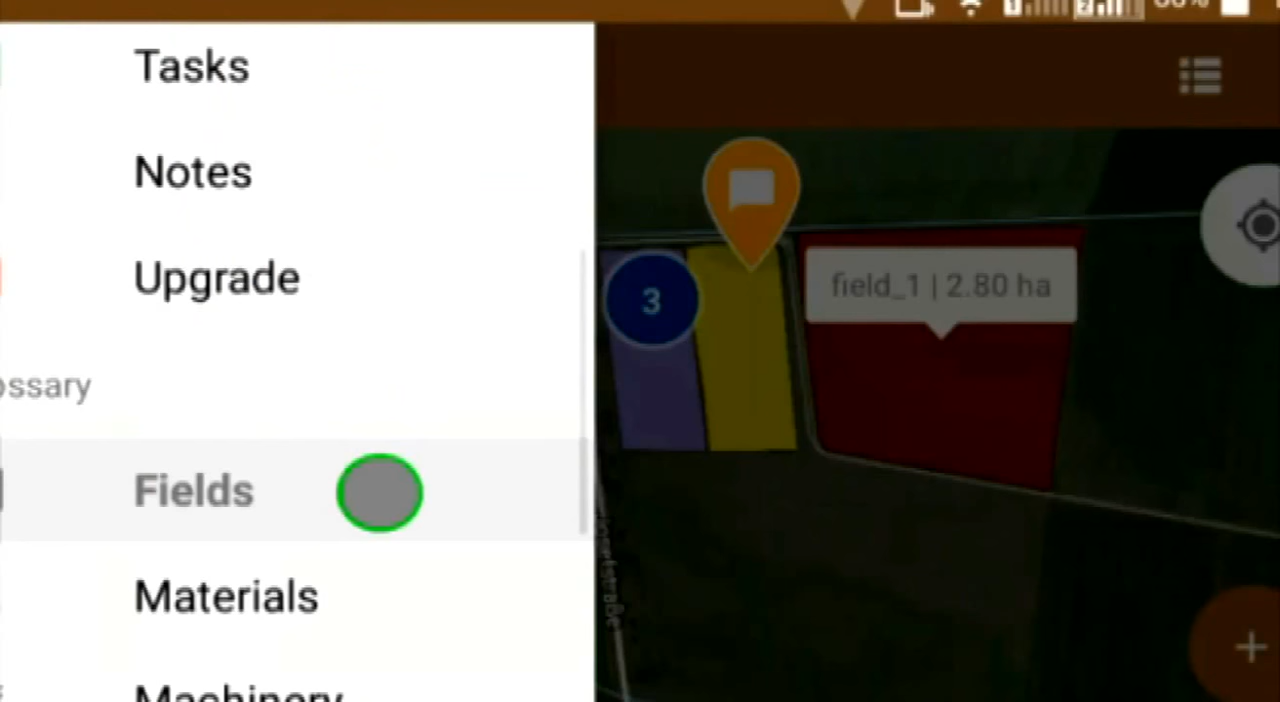 Tasks
Notes
Upgrade
ossary
Fields
Materials
Machinery
3
field_1 | 2.80 ha